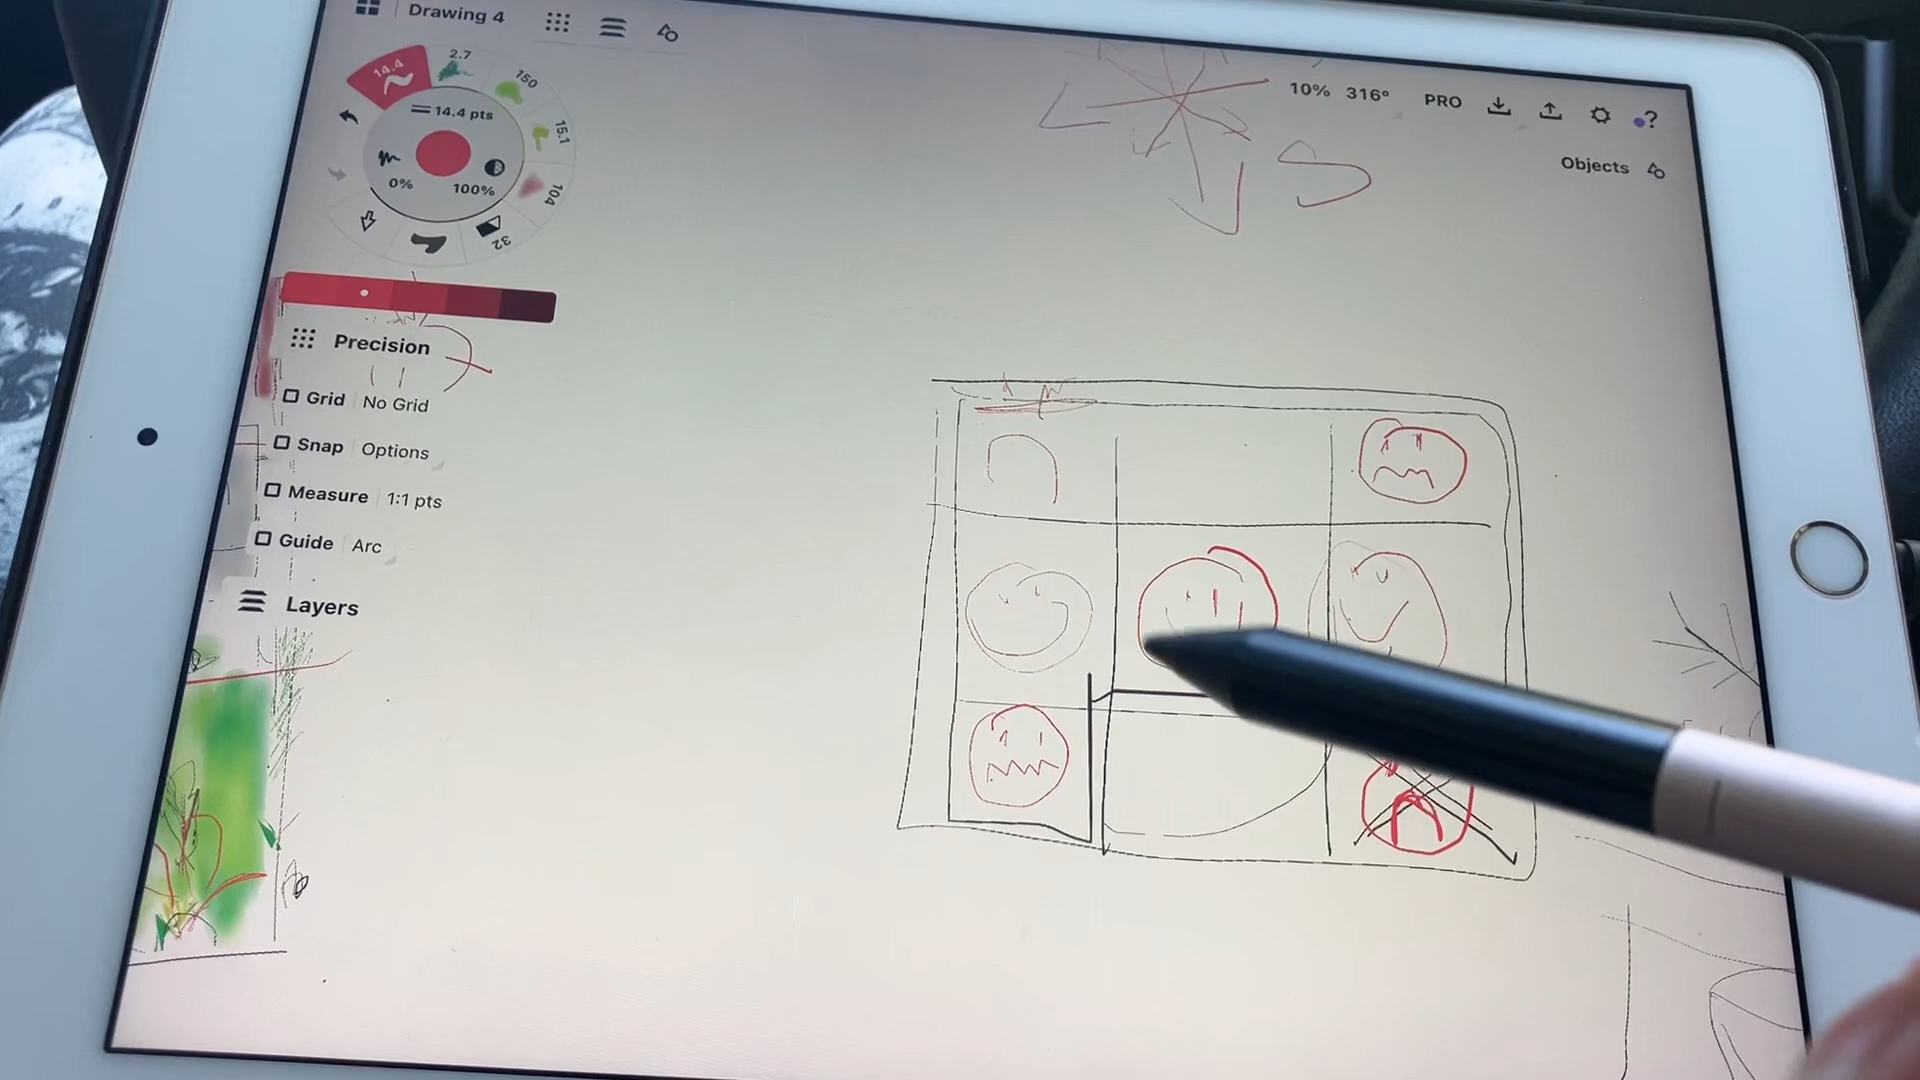 Drawing 4
10% 316° PRO ?
Objects
14.4
2.7
150
15.1
104
32
14.4 pts
0% 100%
Precision
Grid No Grid
Snap Options
Measure 1:1 pts
Guide Arc
Layers